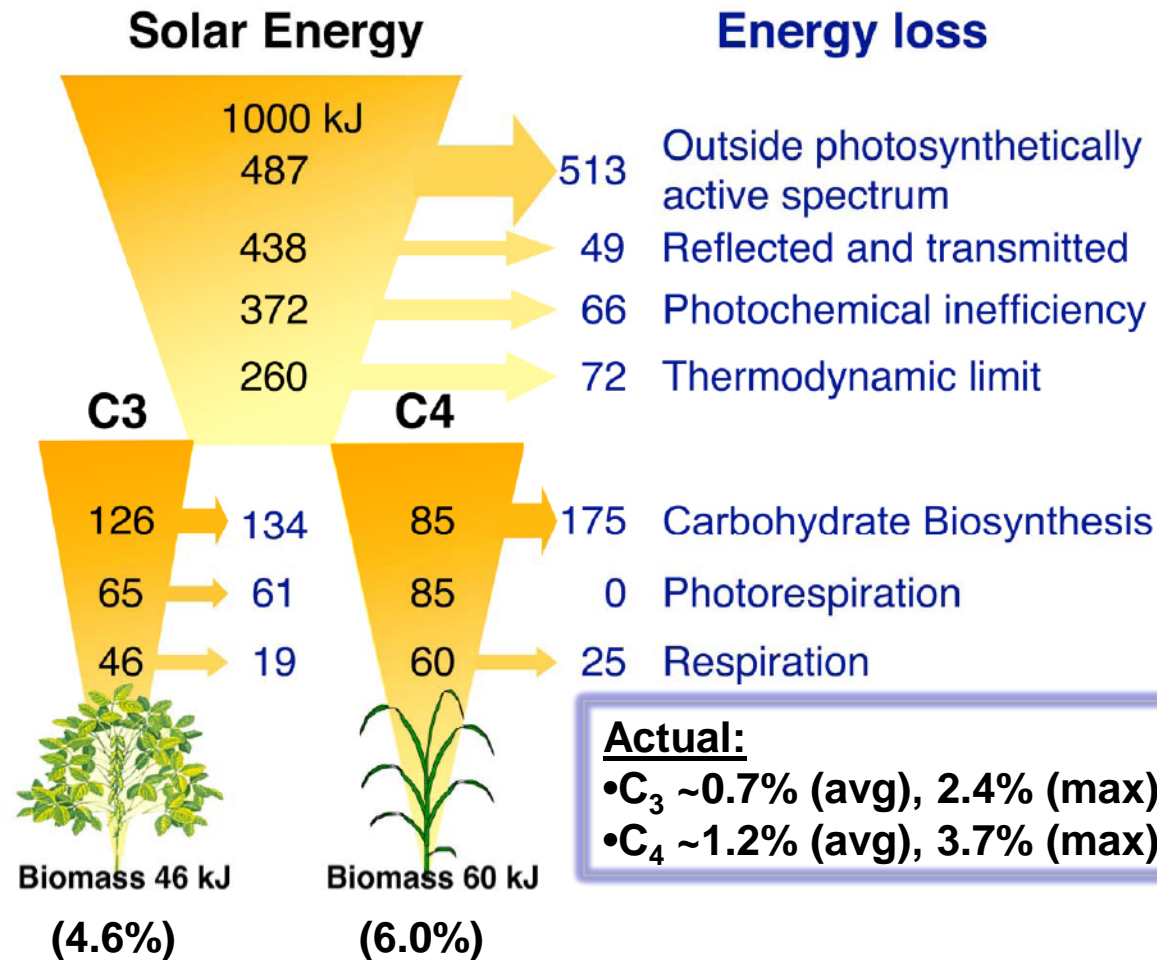 Solar Energy Energy loss
1000 kJ
487 513 Outside photosynthetically
active spectrum
438 49 Reflected and transmitted
372 66 Photochemical inefficiency
260 72 Thermodynamic limit
C3 C4
126 134 85 175 Carbohydrate Biosynthesis
65 61 85 0 Photorespiration
46 19 60 25 Respiration
Actual:
•C₃ ~0.7% (avg), 2.4% (max)
•C₄ ~1.2% (avg), 3.7% (max)
Biomass 46 kJ Biomass 60 kJ
(4.6%) (6.0%)